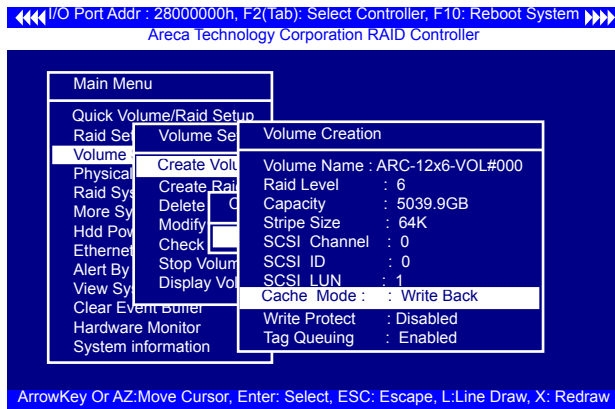 I/O Port Addr : 28000000h, F2(Tab): Select Controller, F10: Reboot System
Areca Technology Corporation RAID Controller
Main Menu
Quick Volume/Raid Setup
Raid Set
Volume
Physical
Raid Sys
More Sy
Hdd Pow
Ethernet
Alert By
View Sys
Clear Event Buffer
Hardware Monitor
System information
Volume Se
Create Volu
Create Raid
Delete
Modify
Check
Stop Volum
Display Vol
C
Volume Creation
Volume Name : ARC-12x6-VOL#000
Raid Level : 6
Capacity : 5039.9GB
Stripe Size : 64K
SCSI Channel : 0
SCSI ID : 0
SCSI LUN : 1
Cache Mode : : Write Back
Write Protect : Disabled
Tag Queuing : Enabled
ArrowKey Or AZ:Move Cursor, Enter: Select, ESC: Escape, L:Line Draw, X: Redraw